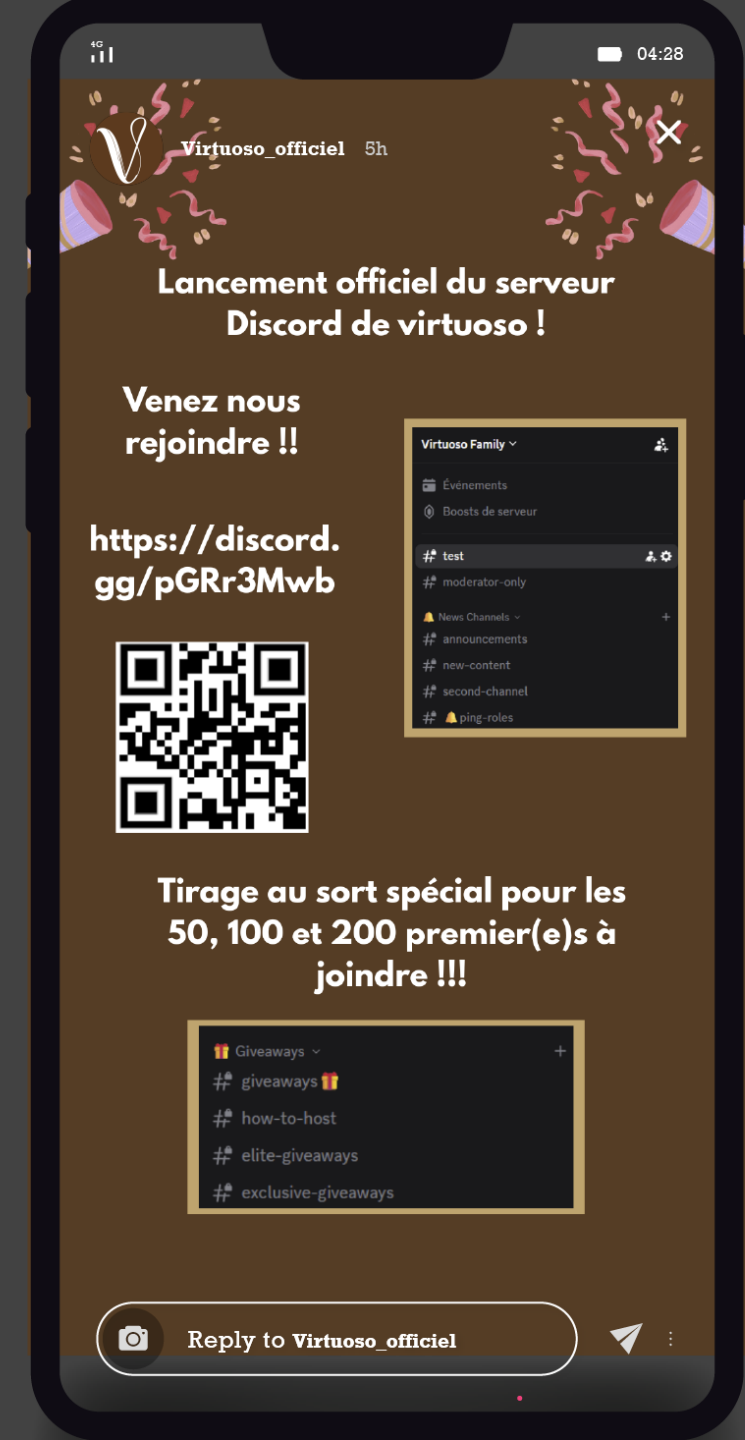 4G
04:28
Virtuoso_officiel 5h
Lancement officiel du serveur
Discord de virtuoso !
Venez nous
rejoindre !!
https://discord.
gg/pGRr3Mwb
Virtuoso Family
Événements
Boosts de serveur
test
moderator-only
News Channels
announcements
new-content
second-channel
ping-roles
Tirage au sort spécial pour les
50, 100 et 200 premier(e)s à
joindre !!!
Giveaways
giveaways
how-to-host
elite-giveaways
exclusive-giveaways
Reply to Virtuoso_officiel